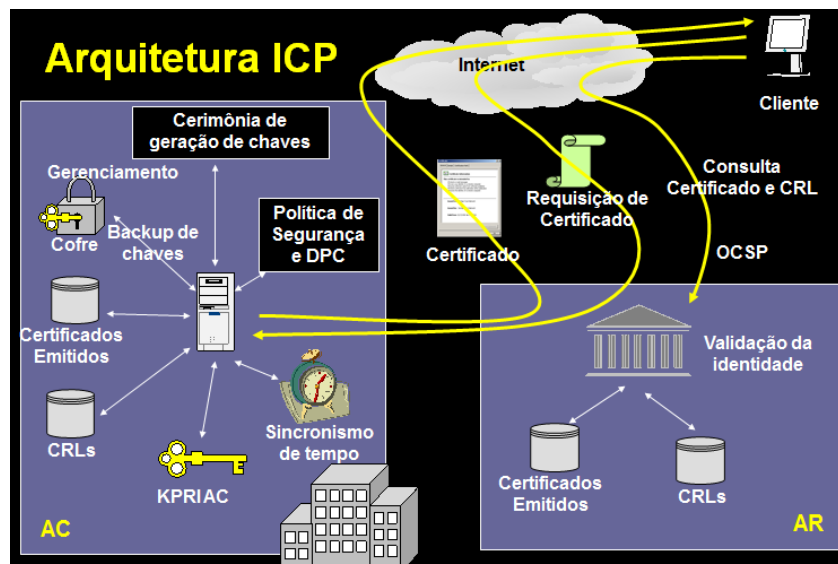 Arquitetura ICP
Internet
Cliente
Cerimônia de
geração de chaves
Gerenciamento
Cofre
Backup de
chaves
Política de
Segurança
e DPC
Certificado
Requisição de
Certificado
Consulta
Certificado e CRL
OCSP
Certificados
Emitidos
CRLs
KPRIAC
Sincronismo
de tempo
AC
Validação da
identidade
Certificados
Emitidos
CRLs
AR